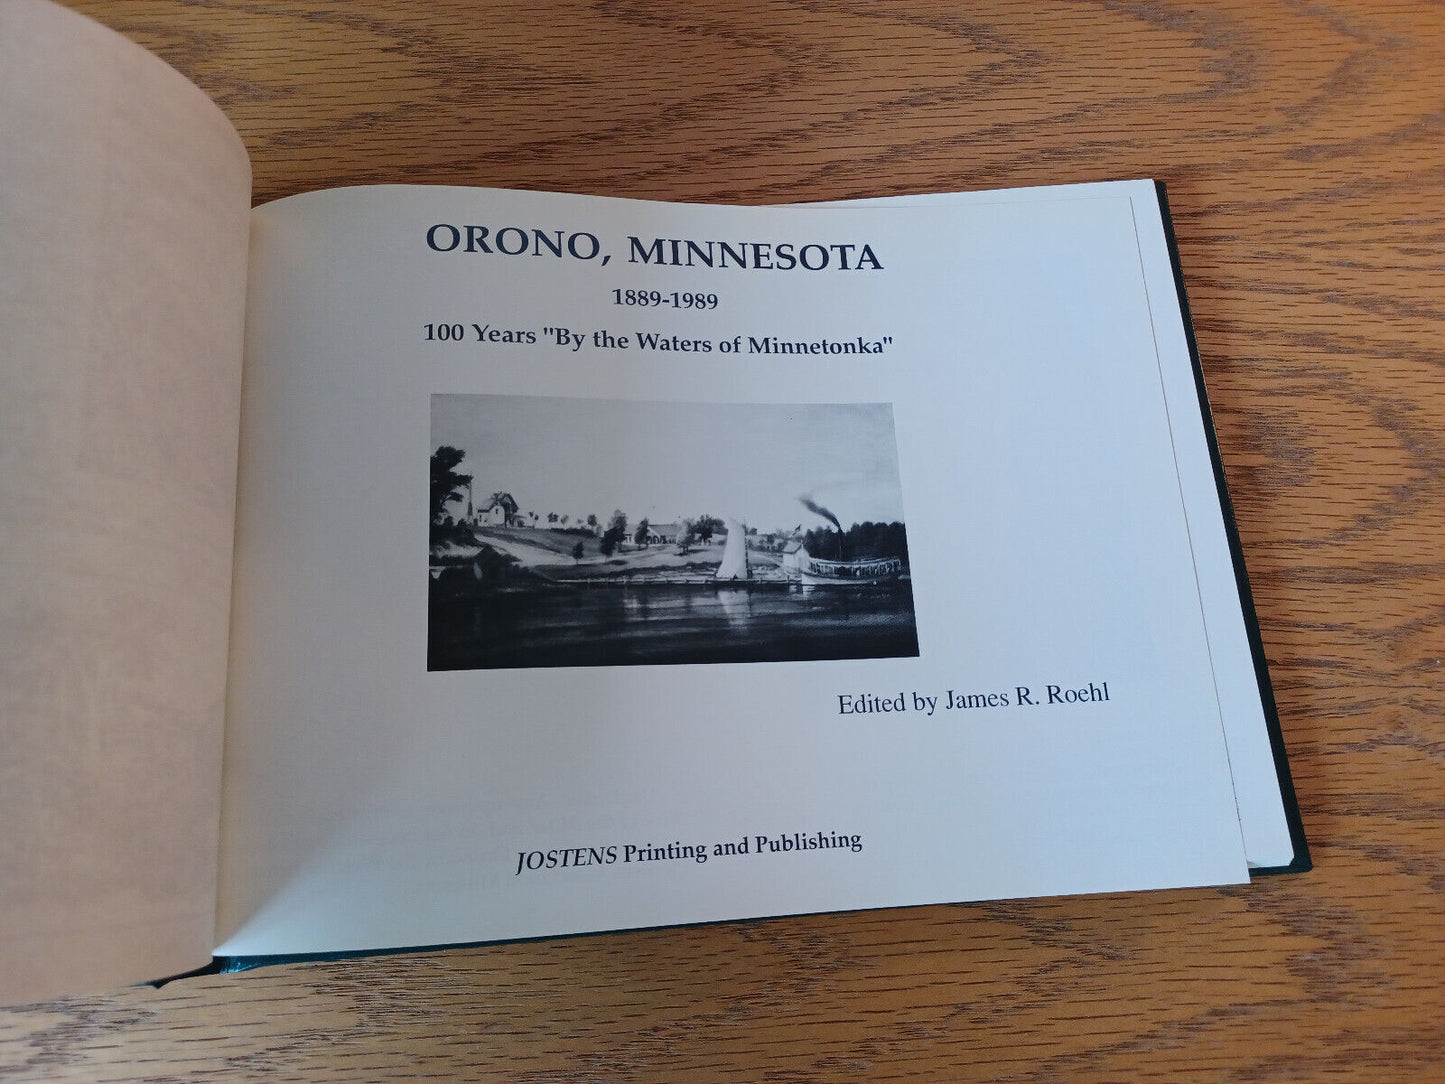 ORONO, MINNESOTA
1889-1989
100 Years "By the Waters of Minnetonka"
Edited by James R. Roehl
JOSTENS Printing and Publishing